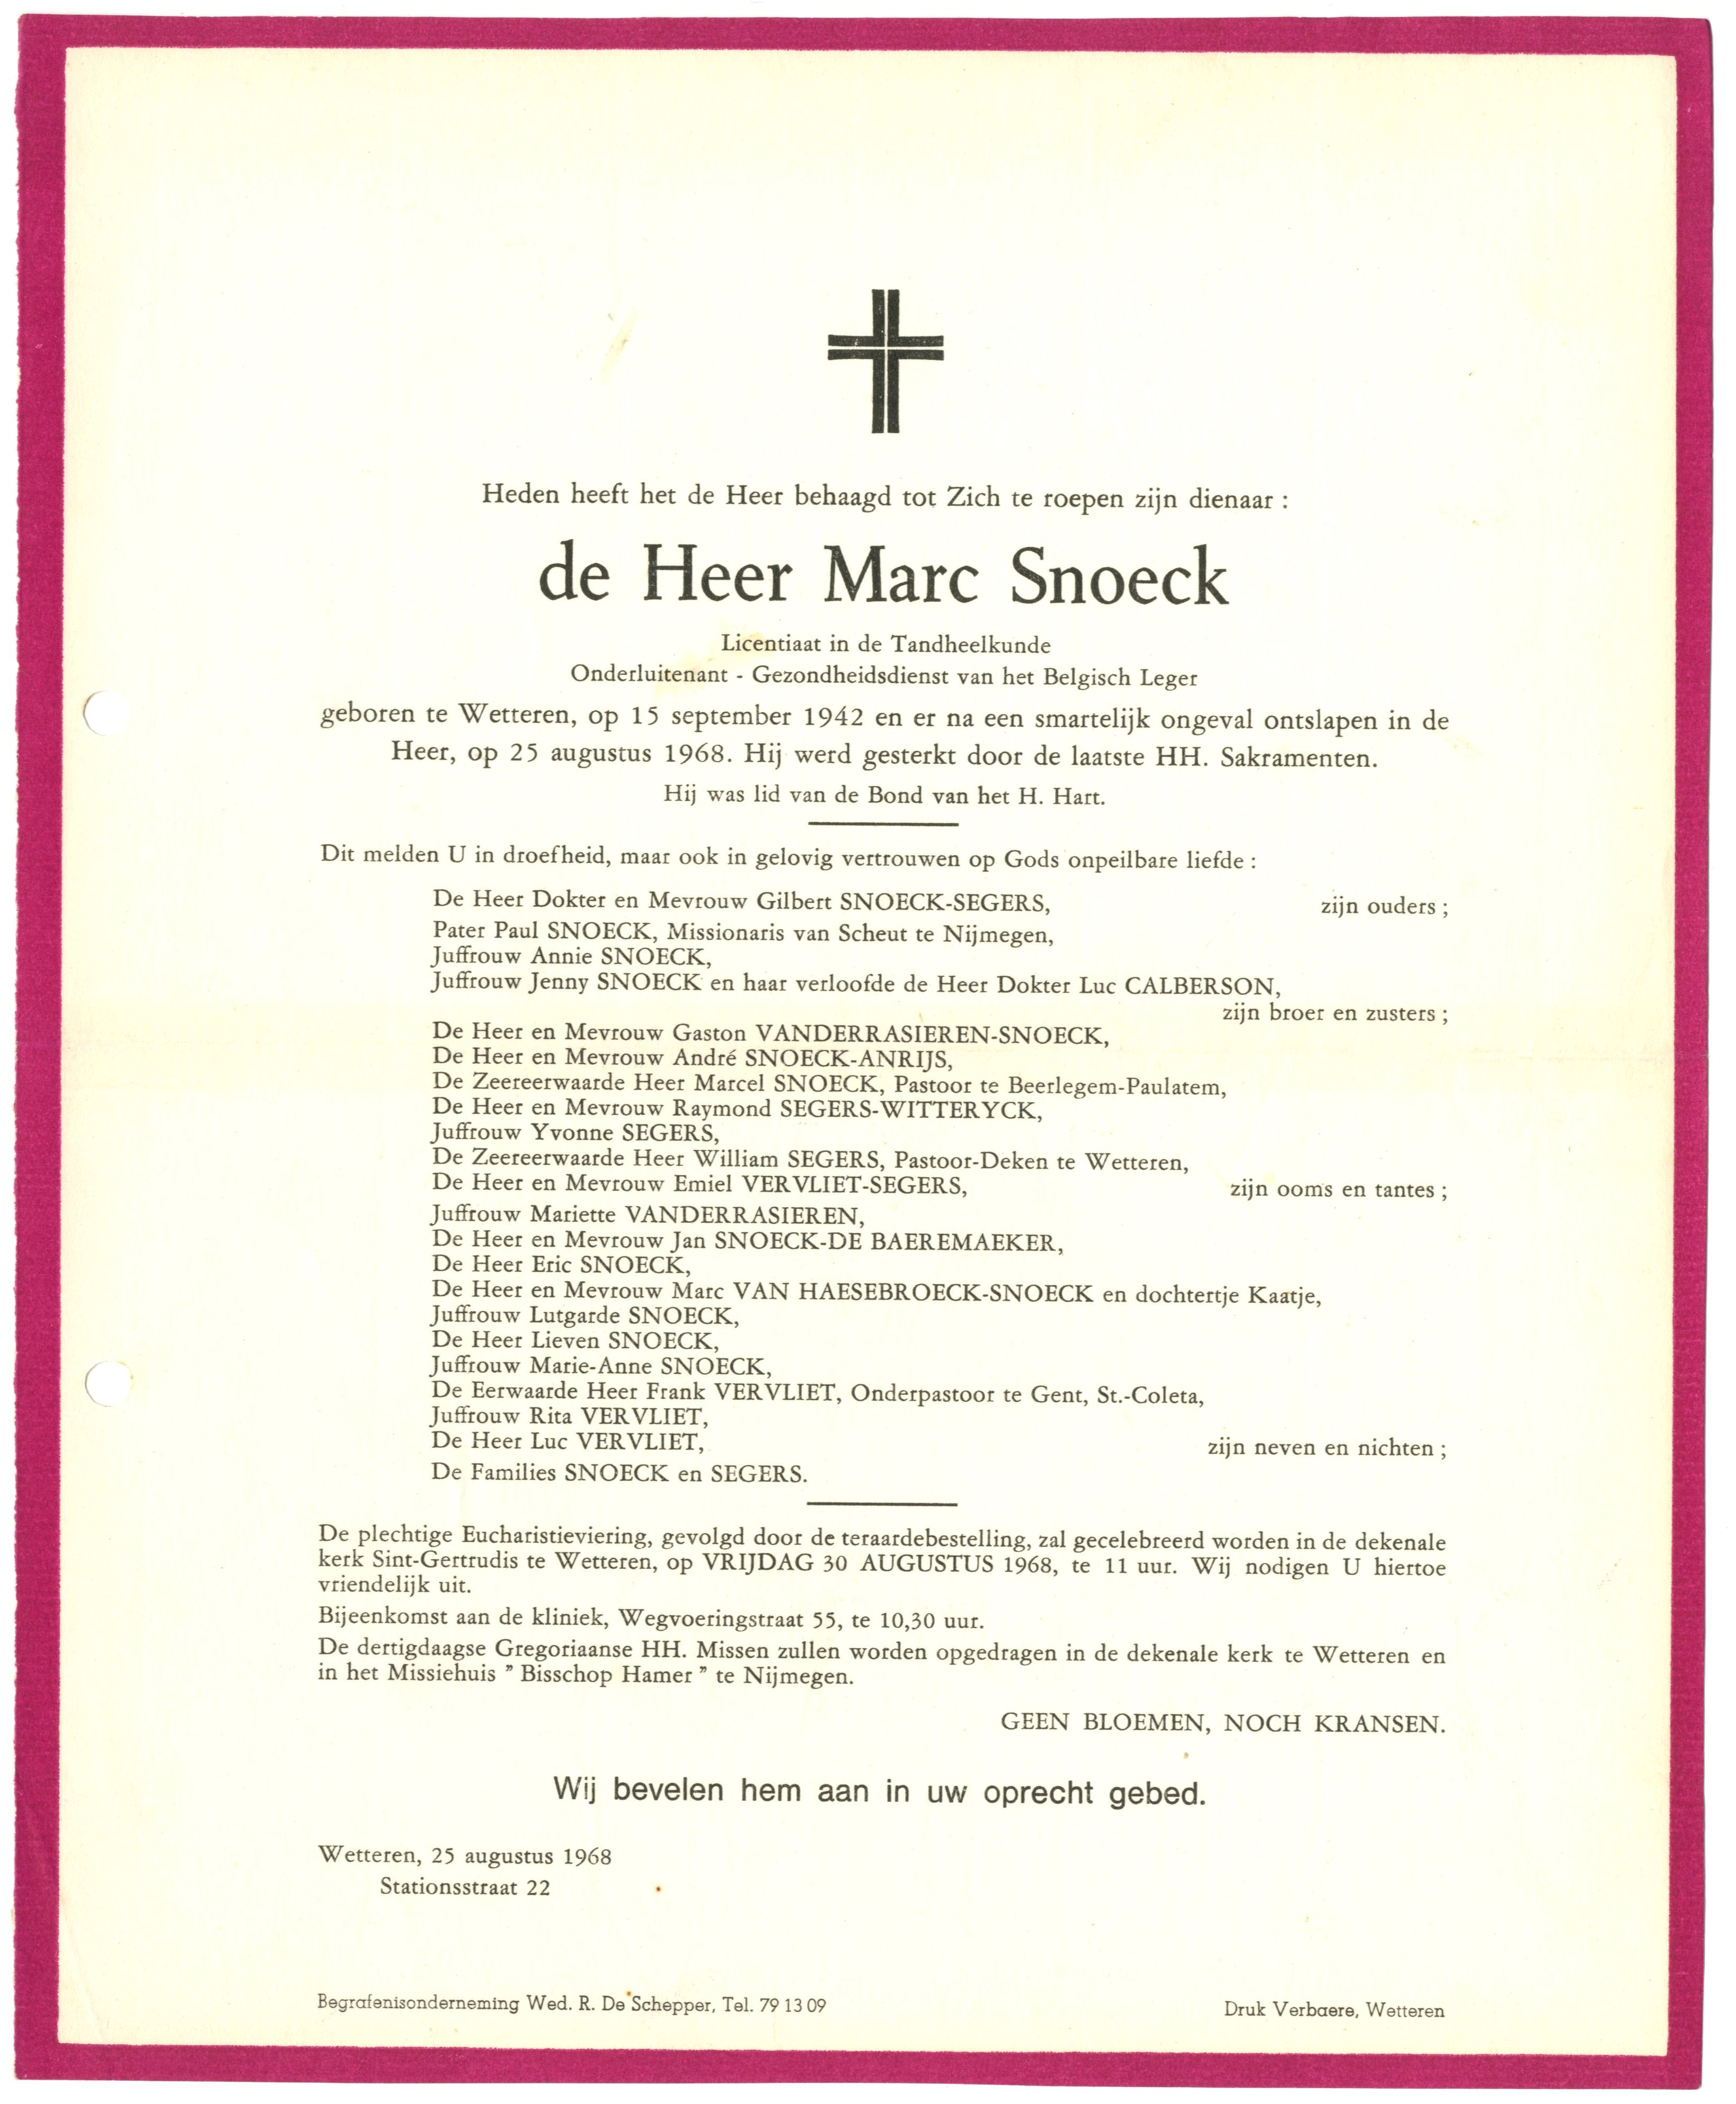 Heden heeft het de Heer behaagd tot Zich te roepen zijn dienaar :
de Heer Marc Snoeck
Licentiaat in de Tandheelkunde
Onderluitenant - Gezondheidsdienst van het Belgisch Leger
geboren te Wetteren, op 15 september 1942 en er na een smartelijk ongeval ontslapen in de
Heer, op 25 augustus 1968. Hij werd gesterkt door de laatste HH. Sakramenten.
Hij was lid van de Bond van het H. Hart.
Dit melden U in droefheid, maar ook in gelovig vertrouwen op Gods onpeilbare liefde :
De Heer Dokter en Mevrouw Gilbert SNOECK-SEGERS, zijn ouders ;
Pater Paul SNOECK, Missionaris van Scheut te Nijmegen,
Juffrouw Annie SNOECK,
Juffrouw Jenny SNOECK en haar verloofde de Heer Dokter Luc CALBERSON,
zijn broer en zusters ;
De Heer en Mevrouw Gaston VANDERRASIEREN-SNOECK,
De Heer en Mevrouw André SNOECK-ANRIJS,
De Zeereerwaarde Heer Marcel SNOECK, Pastoor te Beerlegem-Paulatem,
De Heer en Mevrouw Raymond SEGERS-WITTERYCK,
Juffrouw Yvonne SEGERS,
De Zeereerwaarde Heer William SEGERS, Pastoor-Deken te Wetteren,
De Heer en Mevrouw Emiel VERVLIET-SEGERS, zijn ooms en tantes ;
Juffrouw Mariette VANDERRASIEREN,
De Heer en Mevrouw Jan SNOECK-DE BAEREMAEKER,
De Heer Eric SNOECK,
De Heer en Mevrouw Marc VAN HAESEBROECK-SNOECK en dochtertje Kaatje,
Juffrouw Lutgarde SNOECK,
De Heer Lieven SNOECK,
Juffrouw Marie-Anne SNOECK,
De Eerwaarde Heer Frank VERVLIET, Onderpastoor te Gent, St.-Coleta,
Juffrouw Rita VERVLIET,
De Heer Luc VERVLIET, zijn neven en nichten ;
De Families SNOECK en SEGERS.
De plechtige Eucharistieviering, gevolgd door de teraardebestelling, zal gecelebreerd worden in de dekenale
kerk Sint-Gertrudis te Wetteren, op VRIJDAG 30 AUGUSTUS 1968, te 11 uur. Wij nodigen U hiertoe
vriendelijk uit.
Bijeenkomst aan de kliniek, Wegvoeringstraat 55, te 10,30 uur.
De dertigdaagse Gregoriaanse HH. Missen zullen worden opgedragen in de dekenale kerk te Wetteren en
in het Missiehuis ” Bisschop Hamer ” te Nijmegen.
GEEN BLOEMEN, NOCH KRANSEN.
Wij bevelen hem aan in uw oprecht gebed.
Wetteren, 25 augustus 1968
Stationsstraat 22
Begrafenisonderneming Wed. R. De Schepper, Tel. 79 13 09
Druk Verbaere, Wetteren